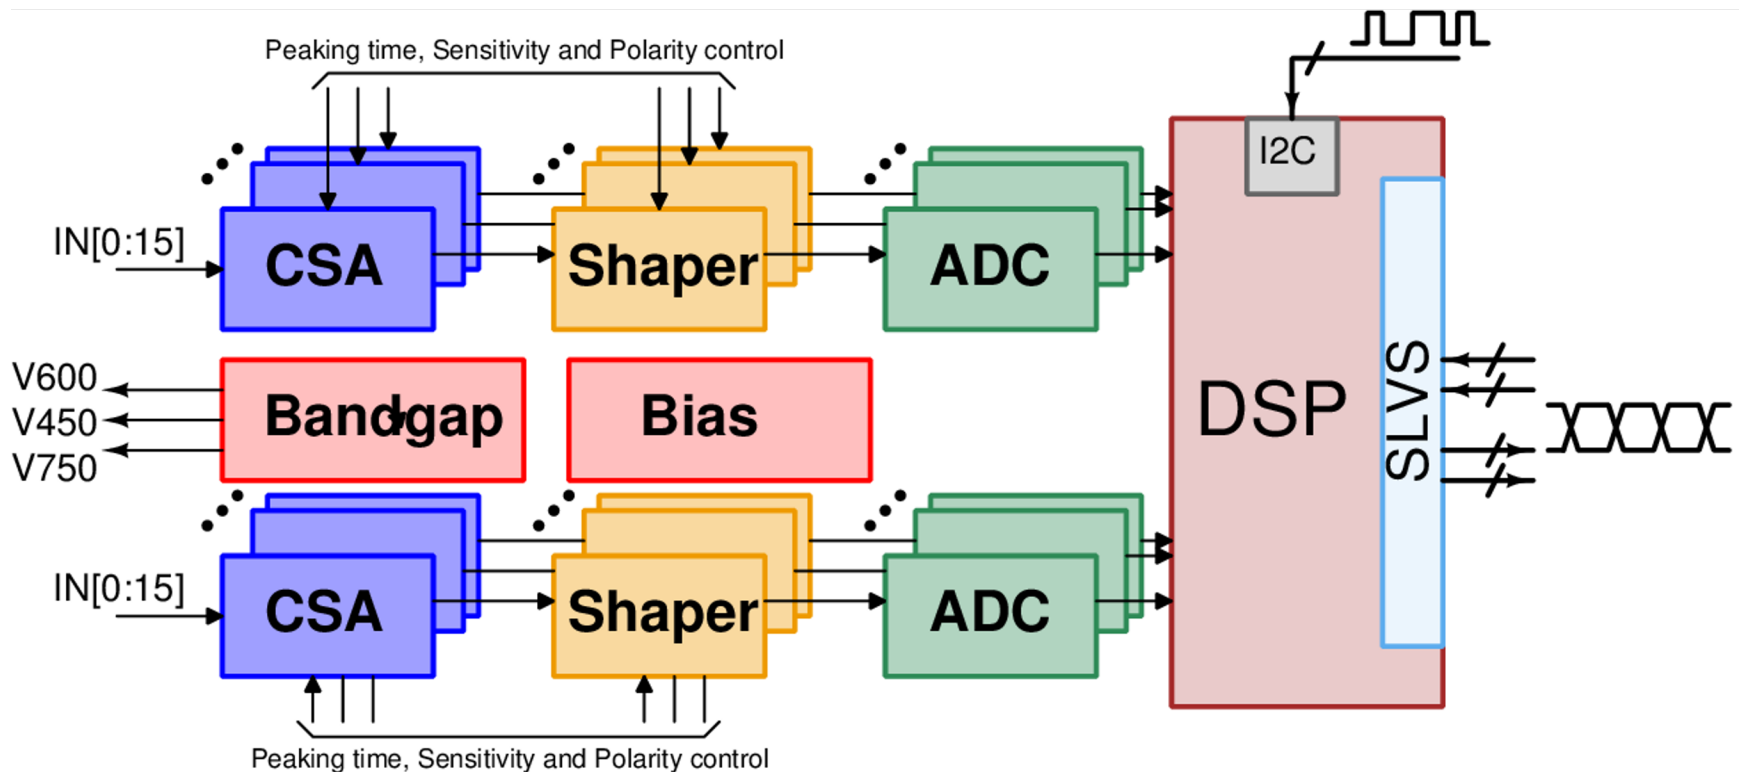 Peaking time, Sensitivity and Polarity control
I2C
IN[0:15]
CSA
Shaper
ADC
V600
V450
V750
Bandgap
Bias
DSP
SLVS
IN[0:15]
CSA
Shaper
ADC
Peaking time, Sensitivity and Polarity control